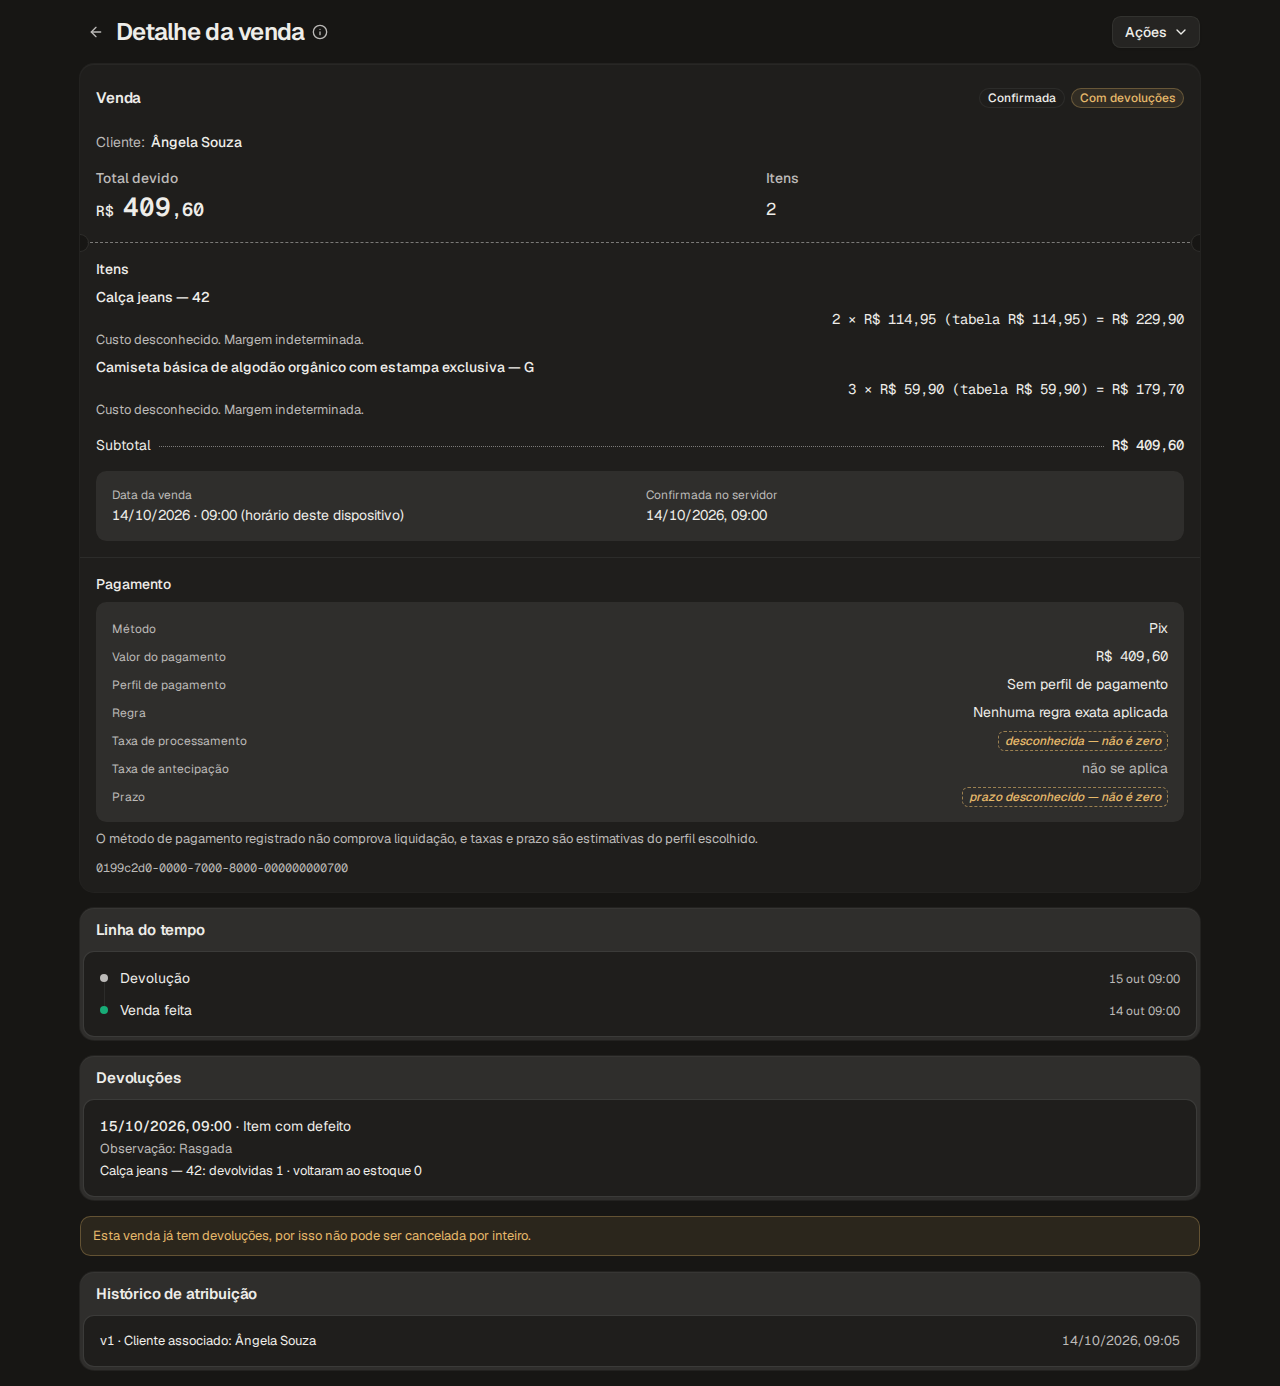 Detalhe da venda
Ações
Venda
Confirmada
Com devoluções
Cliente: Ângela Souza
Total devido
Itens
R$ 409,60
2
Itens
Calça jeans — 42
2 × R$ 114,95 (tabela R$ 114,95) = R$ 229,90
Custo desconhecido. Margem indeterminada.
Camiseta básica de algodão orgânico com estampa exclusiva — G
3 × R$ 59,90 (tabela R$ 59,90) = R$ 179,70
Custo desconhecido. Margem indeterminada.
Subtotal R$ 409,60
Data da venda
Confirmada no servidor
14/10/2026 · 09:00 (horário deste dispositivo)
14/10/2026, 09:00
Pagamento
Método Pix
Valor do pagamento R$ 409,60
Perfil de pagamento Sem perfil de pagamento
Regra Nenhuma regra exata aplicada
Taxa de processamento desconhecida — não é zero
Taxa de antecipação não se aplica
Prazo prazo desconhecido — não é zero
O método de pagamento registrado não comprova liquidação, e taxas e prazo são estimativas do perfil escolhido.
0199c2d0-0000-7000-8000-000000000700
Linha do tempo
Devolução 15 out 09:00
Venda feita 14 out 09:00
Devoluções
15/10/2026, 09:00 · Item com defeito
Observação: Rasgada
Calça jeans — 42: devolvidas 1 · voltaram ao estoque 0
Esta venda já tem devoluções, por isso não pode ser cancelada por inteiro.
Histórico de atribuição
v1 · Cliente associado: Ângela Souza 14/10/2026, 09:05